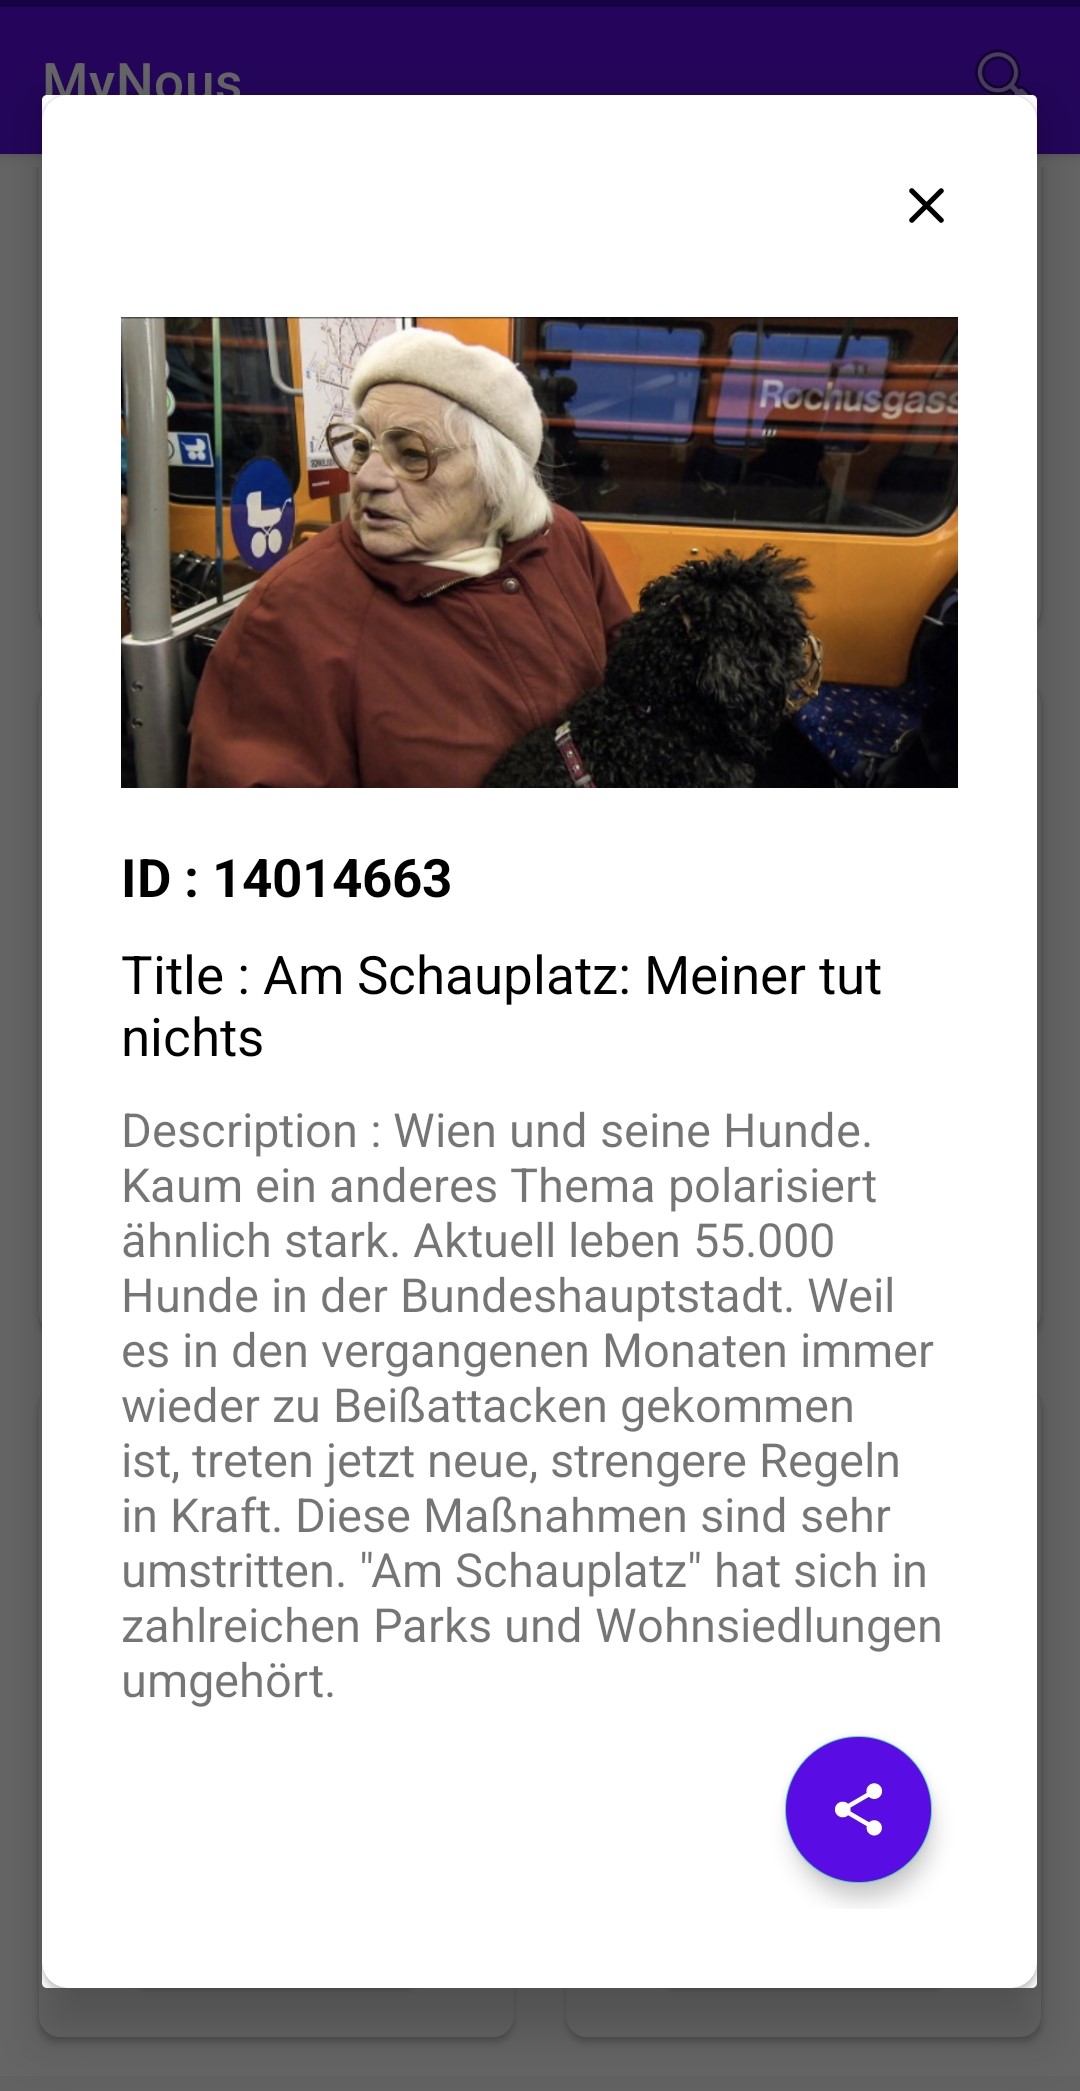 MyNous
Rochusgass
ID : 14014663
Title : Am Schauplatz: Meiner tut
nichts
Description : Wien und seine Hunde.
Kaum ein anderes Thema polarisiert
ähnlich stark. Aktuell leben 55.000
Hunde in der Bundeshauptstadt. Weil
es in den vergangenen Monaten immer
wieder zu Beißattacken gekommen
ist, treten jetzt neue, strengere Regeln
in Kraft. Diese Maßnahmen sind sehr
umstritten. "Am Schauplatz" hat sich in
zahlreichen Parks und Wohnsiedlungen
umgehört.